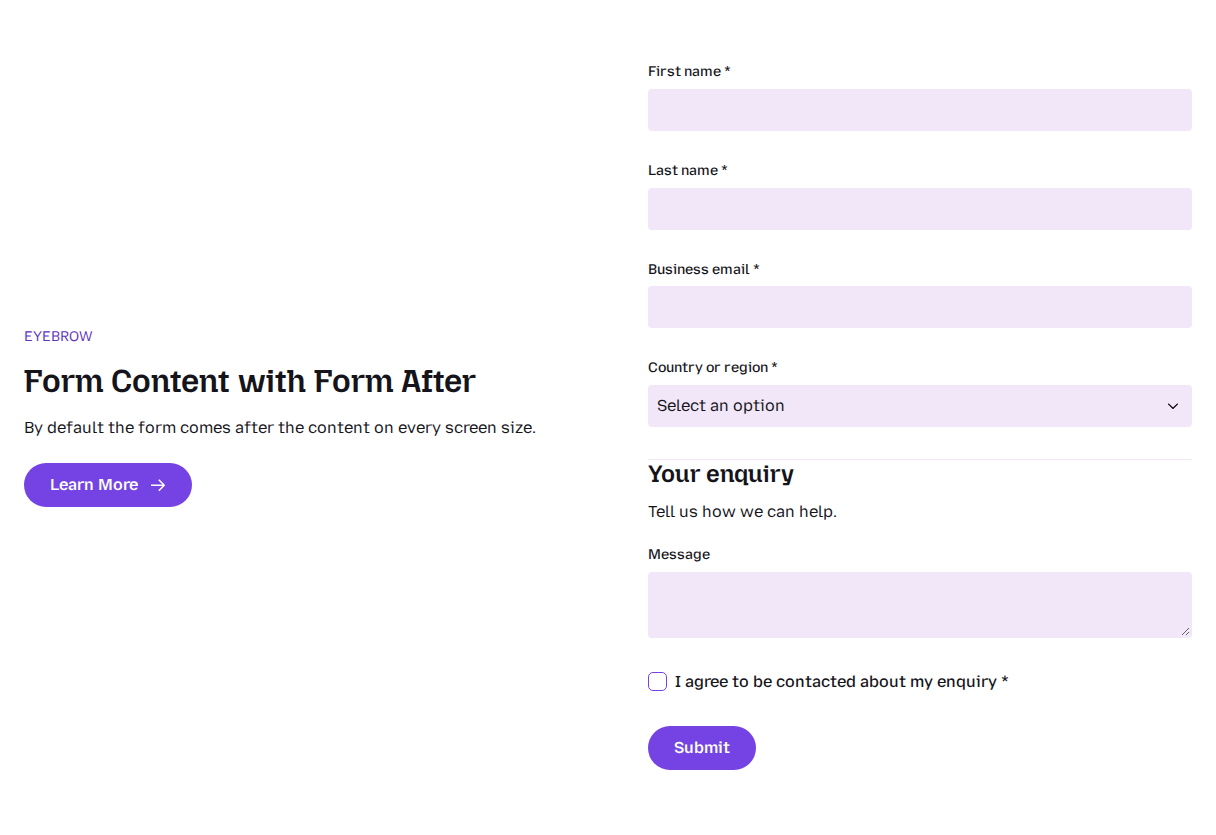 EYEBROW
Form Content with Form After
By default the form comes after the content on every screen size.
Learn More
First name *
Last name *
Business email *
Country or region *
Select an option
Your enquiry
Tell us how we can help.
Message
I agree to be contacted about my enquiry *
Submit